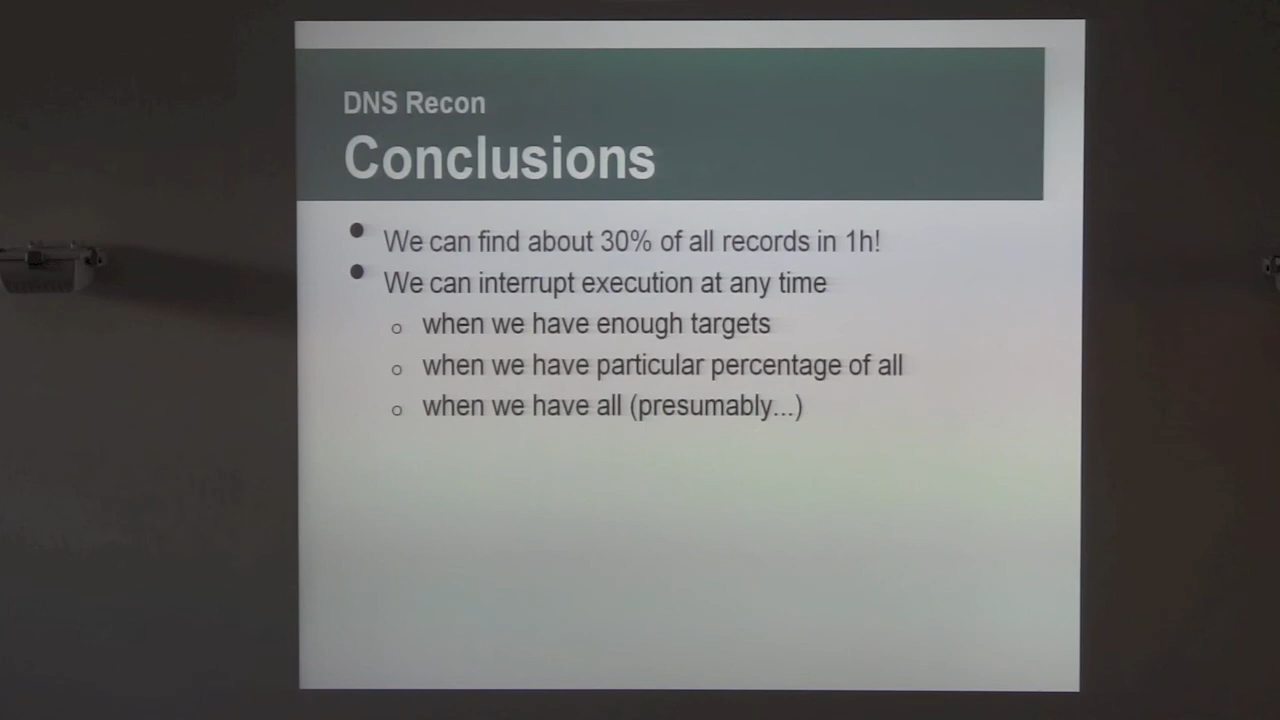 DNS Recon
Conclusions
• We can find about 30% of all records in 1h!
• We can interrupt execution at any time
o when we have enough targets
o when we have particular percentage of all
o when we have all (presumably...)